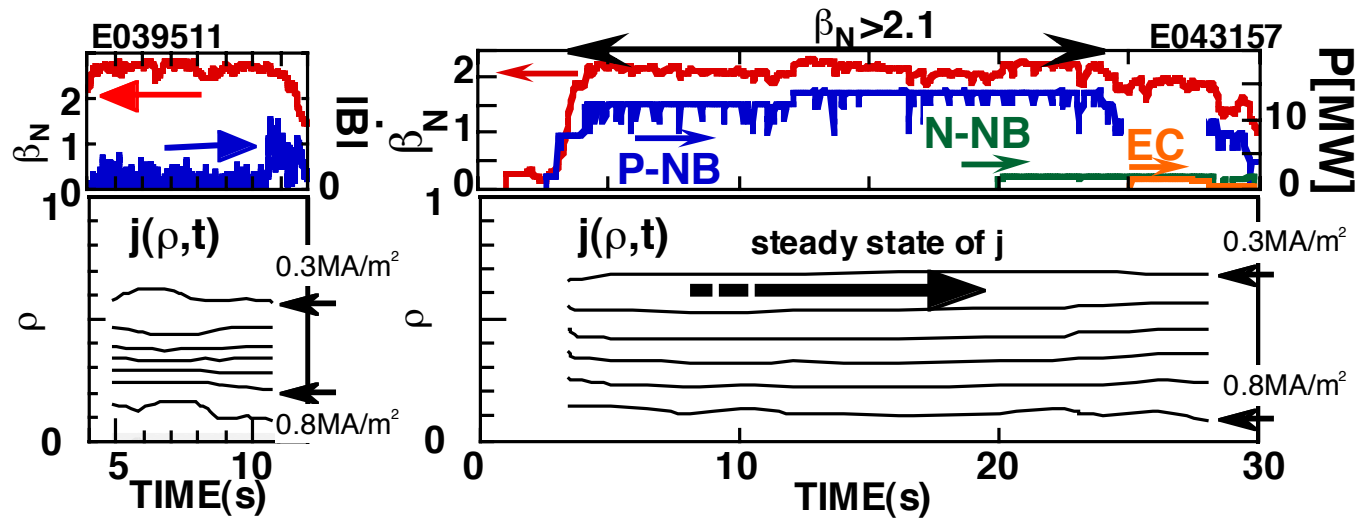 E039511
2
1
0
β_N
|Ḃ|
0
1
j(ρ,t)
0.3MA/m²
ρ
0.8MA/m²
0
5
10
TIME(s)
β_N>2.1
E043157
2
1
0
β_N
P-NB
N-NB
EC
10
0
P[MW]
1
j(ρ,t)
steady state of j
0.3MA/m²
ρ
0.8MA/m²
0
0
10
20
30
TIME(s)